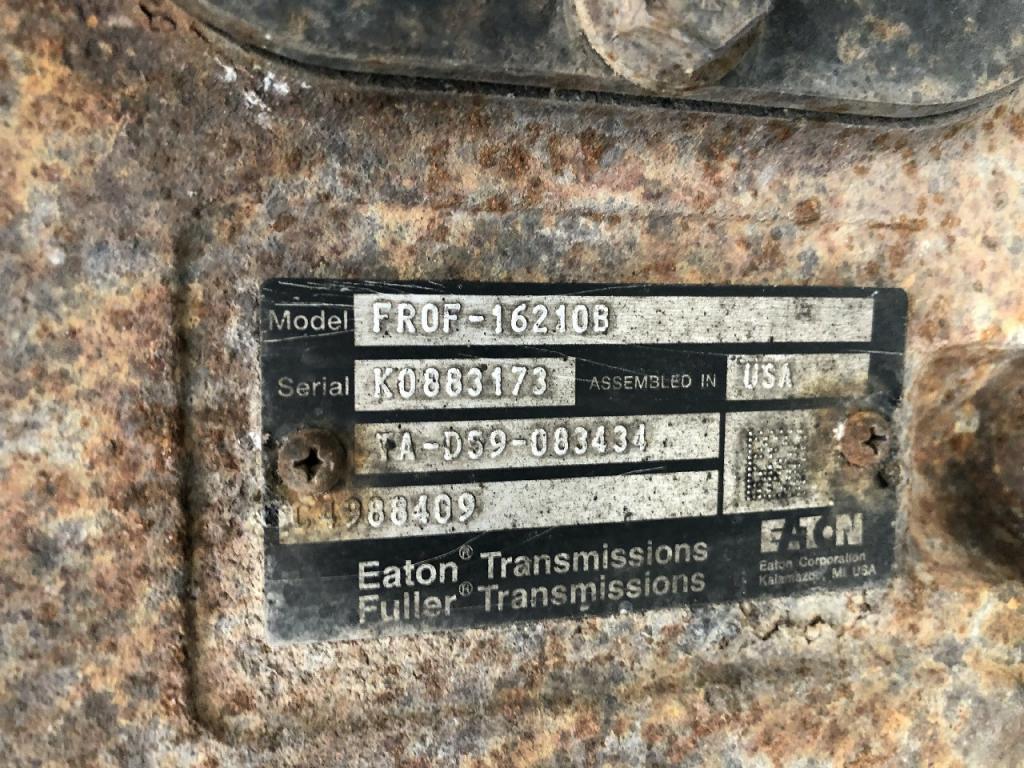 Model FROF-16210B
Serial K0883173 ASSEMBLED IN USA
TA-DS9-083434
C4988409
Eaton® Transmissions
Fuller® Transmissions
EATON
Eaton Corporation
Kalamazoo, MI. USA